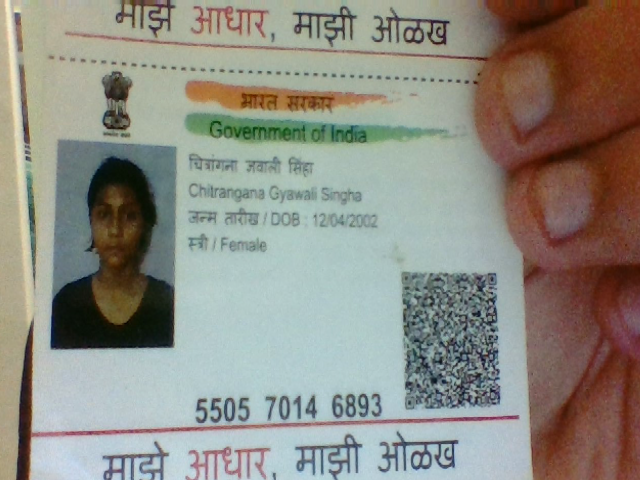 माझे आधार, माझी ओळख
भारत सरकार
Government of India
चित्रांगना ज्वाली सिंहा
Chitrangana Gyawali Singha
जन्म तारीख / DOB : 12/04/2002
स्त्री / Female
5505 7014 6893
माझे आधार, माझी ओळख